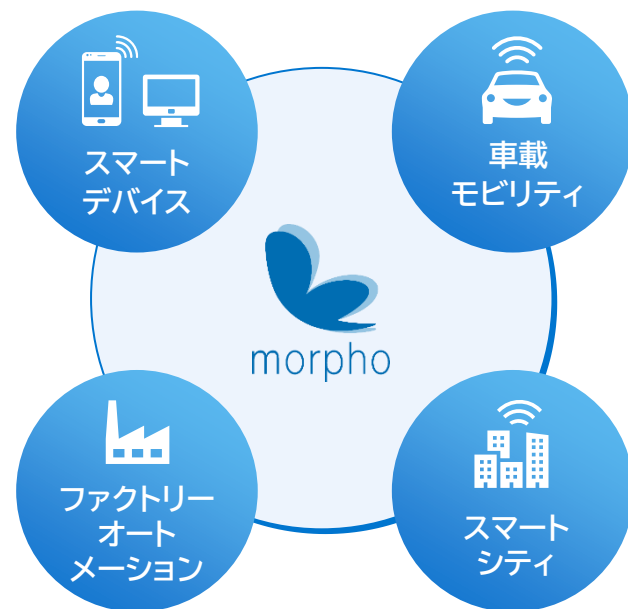 スマート
デバイス
車載
モビリティ
morpho
ファクトリー
オート
メーション
スマート
シティ